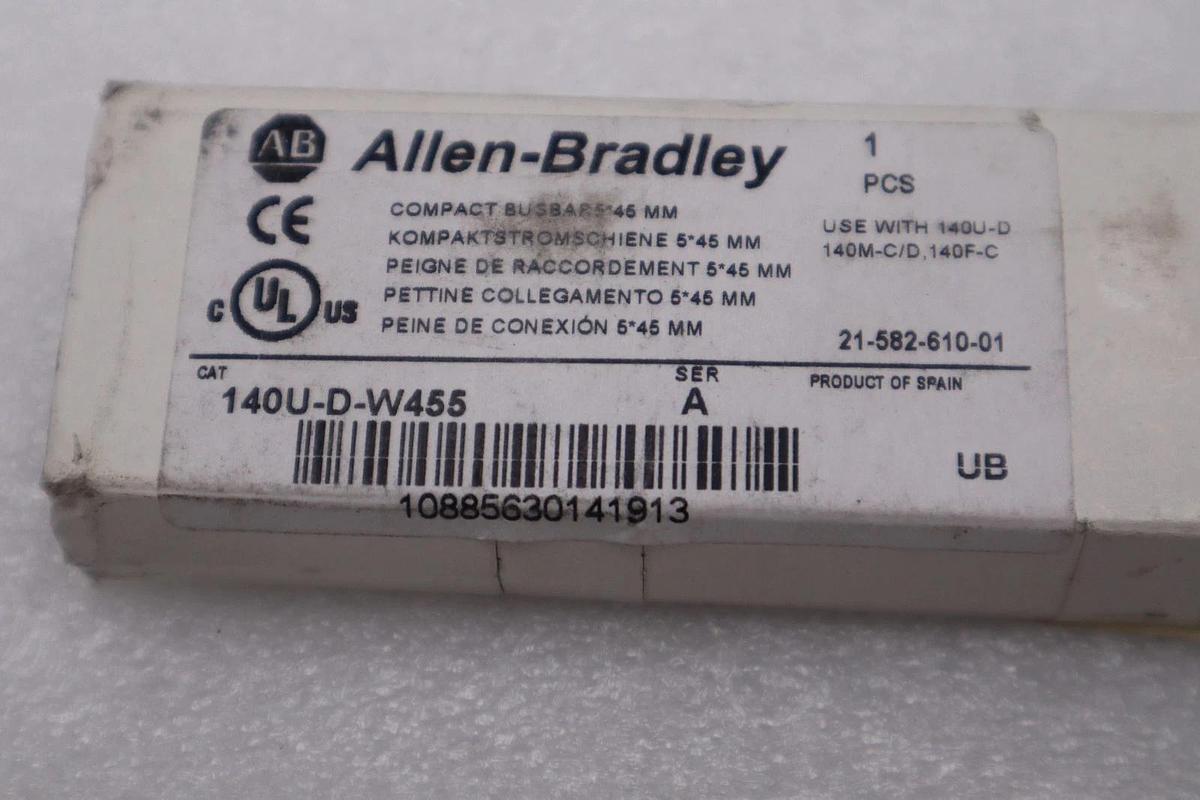 AB Allen-Bradley
1
PCS
CE
COMPACT BUSBAR 5*45 MM
KOMPAKTSTROMSCHIENE 5*45 MM
PEIGNE DE RACCORDEMENT 5*45 MM
PETTINE COLLEGAMENTO 5*45 MM
PEINE DE CONEXIÓN 5*45 MM
USE WITH 140U-D
140M-C/D,140F-C
C UL US
21-582-610-01
CAT
140U-D-W455
SER
A
PRODUCT OF SPAIN
UB
10885630141913